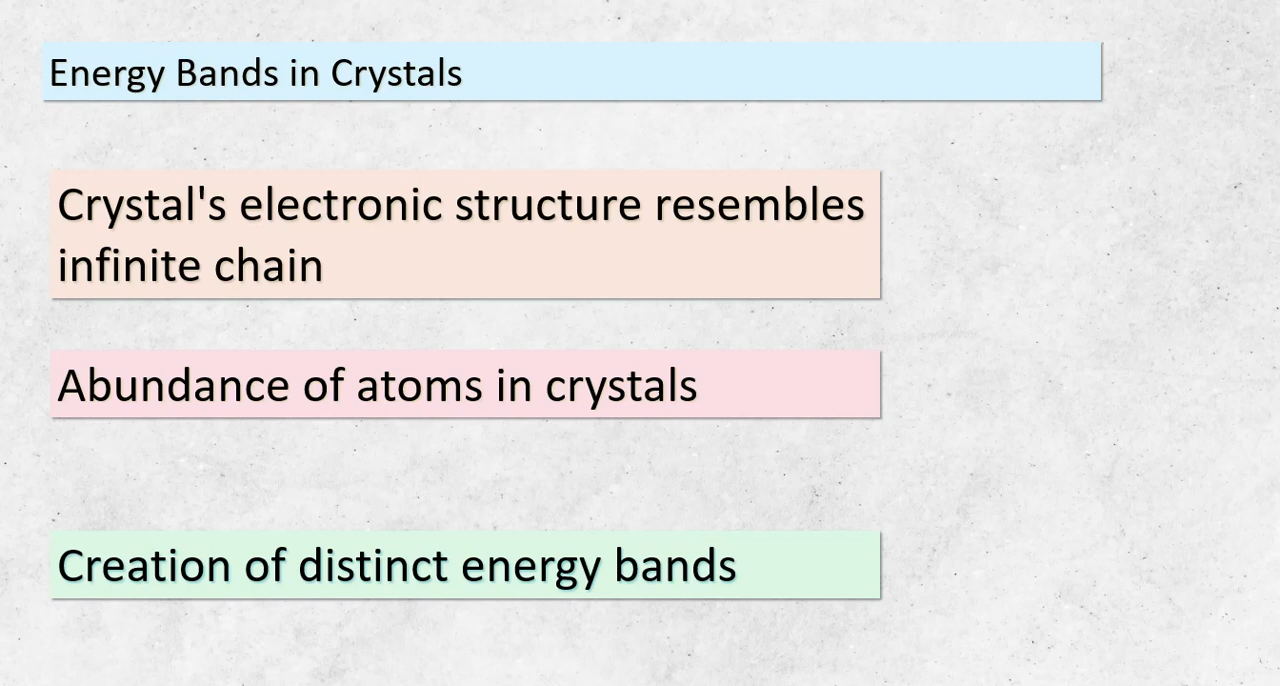 Energy Bands in Crystals
Crystal's electronic structure resembles
infinite chain
Abundance of atoms in crystals
Creation of distinct energy bands